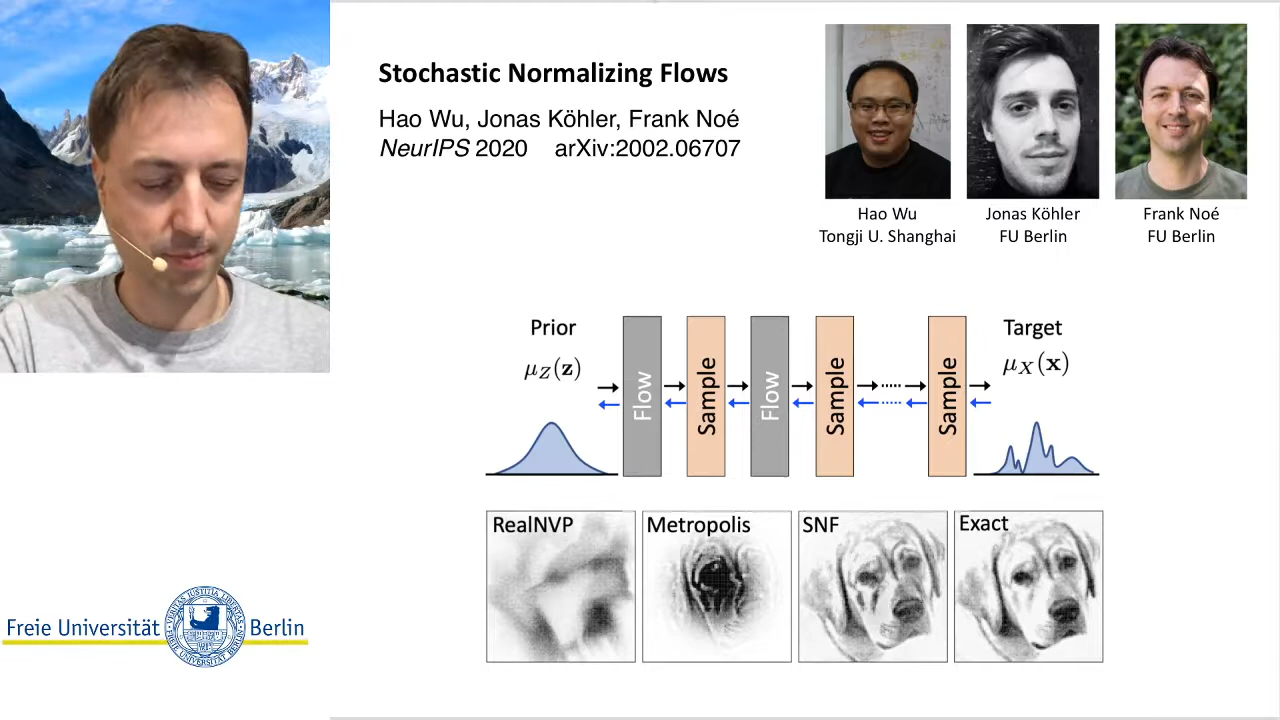 Stochastic Normalizing Flows
Hao Wu, Jonas Köhler, Frank Noé
NeurIPS 2020 arXiv:2002.06707
Hao Wu
Tongji U. Shanghai
Jonas Köhler
FU Berlin
Frank Noé
FU Berlin
Prior
μ_Z(z)
Flow
Sample
Flow
Sample
Sample
Target
μ_X(x)
RealNVP
Metropolis
SNF
Exact
Freie Universität Berlin